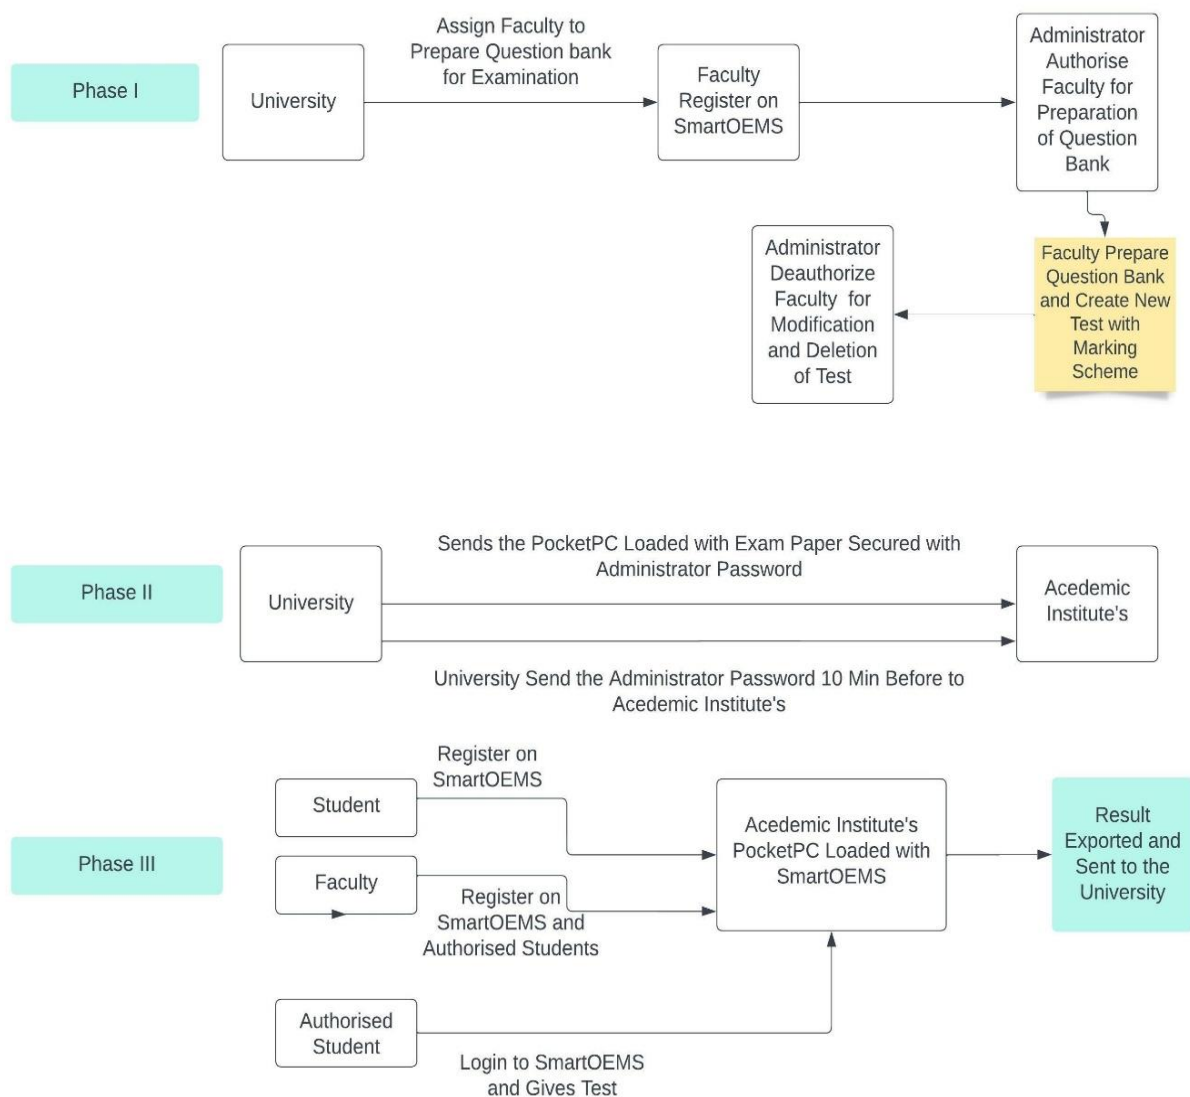 Phase I
University
Assign Faculty to
Prepare Question bank
for Examination
Faculty
Register on
SmartOEMS
Administrator
Authorise
Faculty for
Preparation
of Question
Bank
Administrator
Deauthorize
Faculty for
Modification
and Deletion
of Test
Faculty Prepare
Question Bank
and Create New
Test with
Marking
Scheme
Phase II
University
Sends the PocketPC Loaded with Exam Paper Secured with
Administrator Password
Acedemic
Institute's
University Send the Administrator Password 10 Min Before to
Acedemic Institute's
Phase III
Student
Register on
SmartOEMS
Faculty
Register on
SmartOEMS and
Authorised Students
Authorised
Student
Login to SmartOEMS
and Gives Test
Acedemic Institute's
PocketPC Loaded with
SmartOEMS
Result
Exported and
Sent to the
University